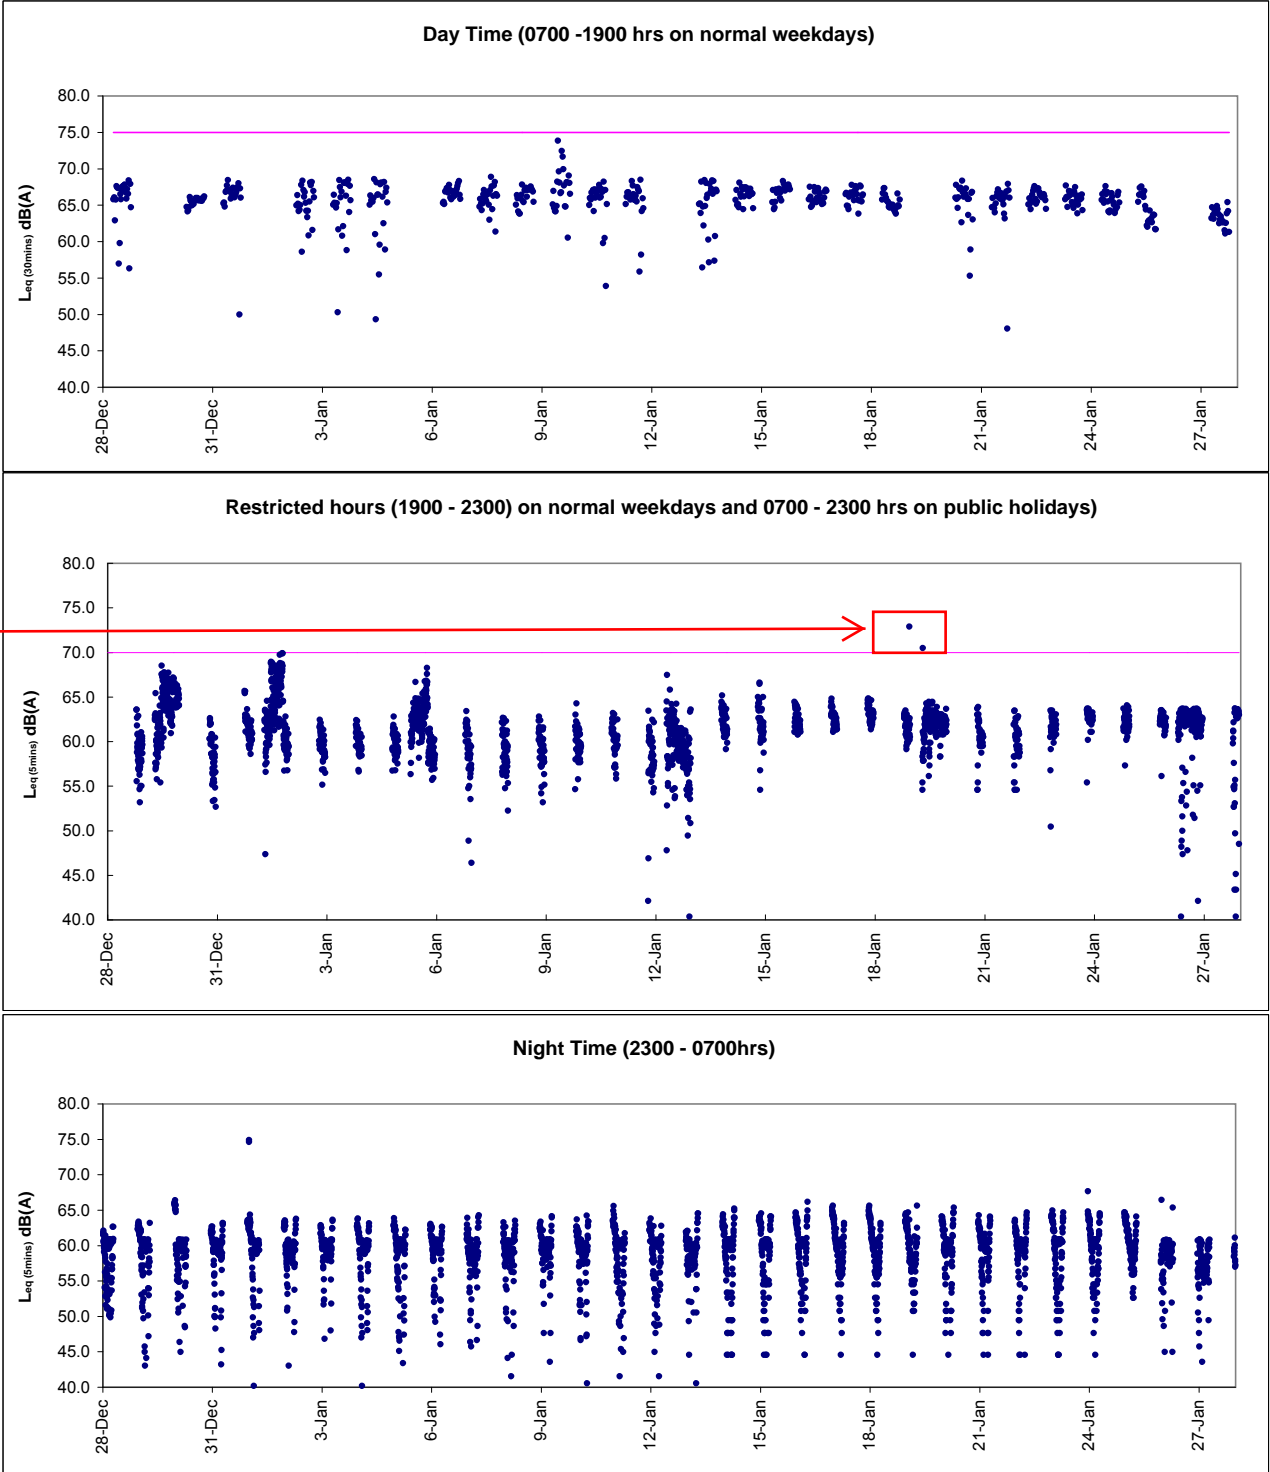 Day Time (0700 -1900 hrs on normal weekdays)
80.0
75.0
70.0
65.0
60.0
55.0
50.0
45.0
40.0
Leq (30mins) dB(A)
28-Dec
31-Dec
3-Jan
6-Jan
9-Jan
12-Jan
15-Jan
18-Jan
21-Jan
24-Jan
27-Jan
Restricted hours (1900 - 2300) on normal weekdays and 0700 - 2300 hrs on public holidays)
80.0
75.0
70.0
65.0
60.0
55.0
50.0
45.0
40.0
Leq (5mins) dB(A)
28-Dec
31-Dec
3-Jan
6-Jan
9-Jan
12-Jan
15-Jan
18-Jan
21-Jan
24-Jan
27-Jan
Night Time (2300 - 0700hrs)
80.0
75.0
70.0
65.0
60.0
55.0
50.0
45.0
40.0
Leq (5mins) dB(A)
28-Dec
31-Dec
3-Jan
6-Jan
9-Jan
12-Jan
15-Jan
18-Jan
21-Jan
24-Jan
27-Jan